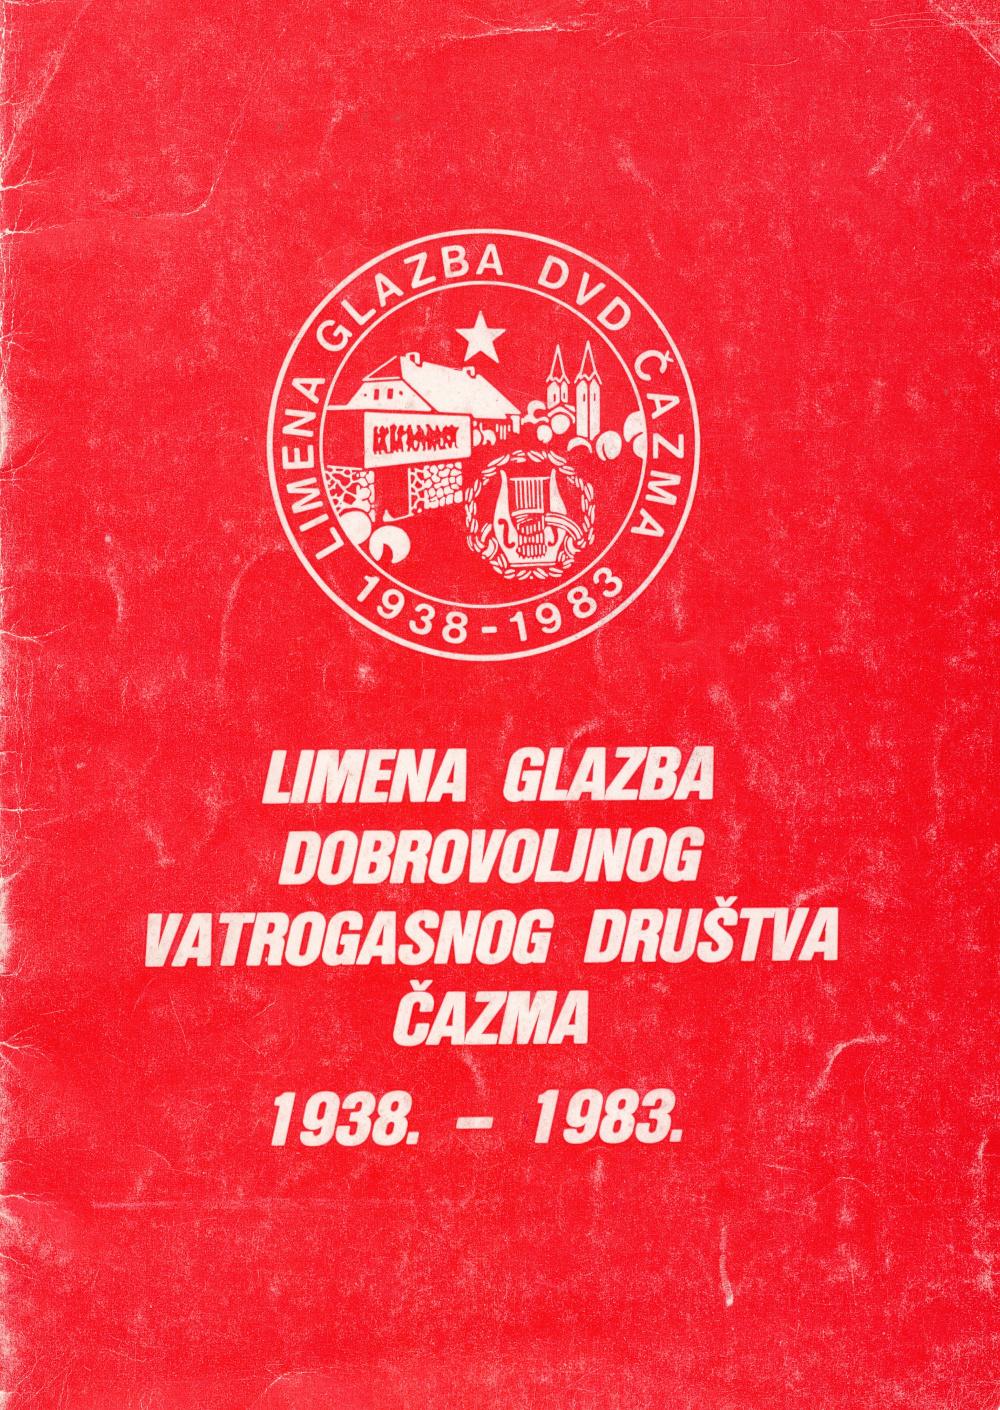 LIMENA GLAZBA DVD ČAZMA
1938-1983
LIMENA GLAZBA
DOBROVOLJNOG
VATROGASNOG DRUŠTVA
ČAZMA
1938. - 1983.